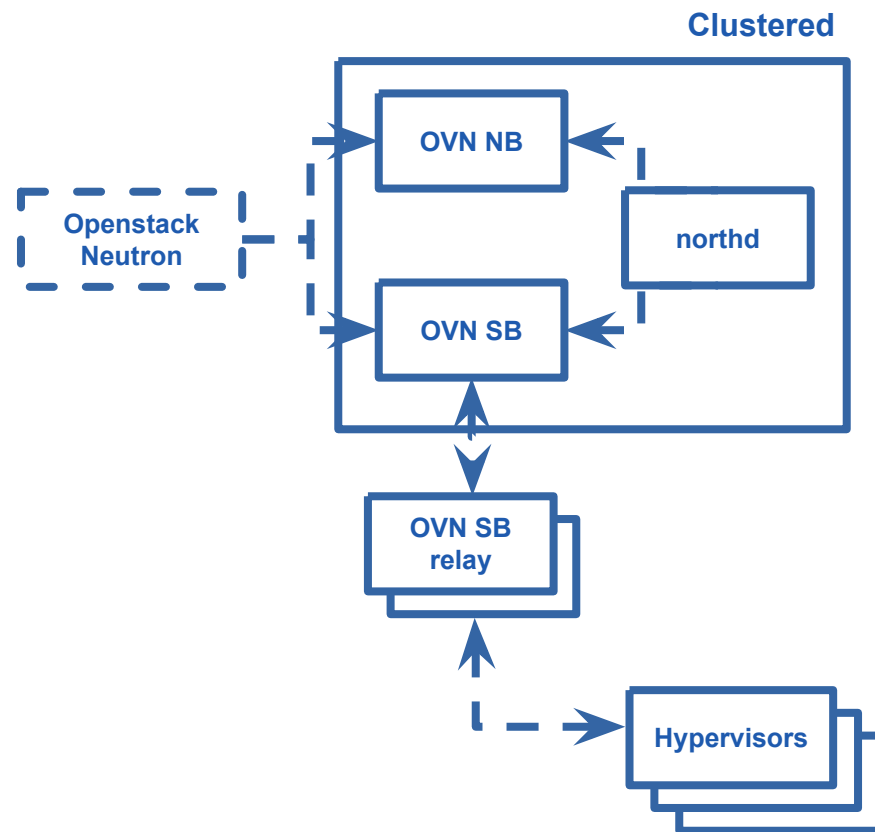 Clustered
OVN NB
Openstack
Neutron
northd
OVN SB
OVN SB
relay
Hypervisors